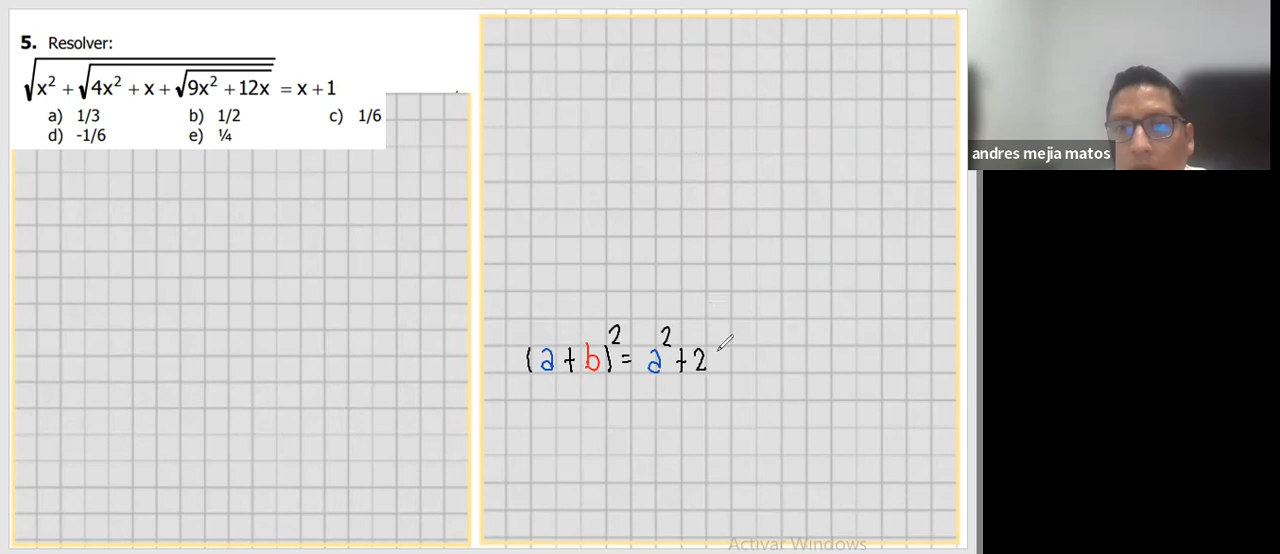 5. Resolver:
√(x² + √(4x² + x + √(9x² + 12x))) = x + 1
a) 1/3 b) 1/2 c) 1/6
d) -1/6 e) ¼
andres mejia matos
(a + b)² = a² + 2
Activar Windows